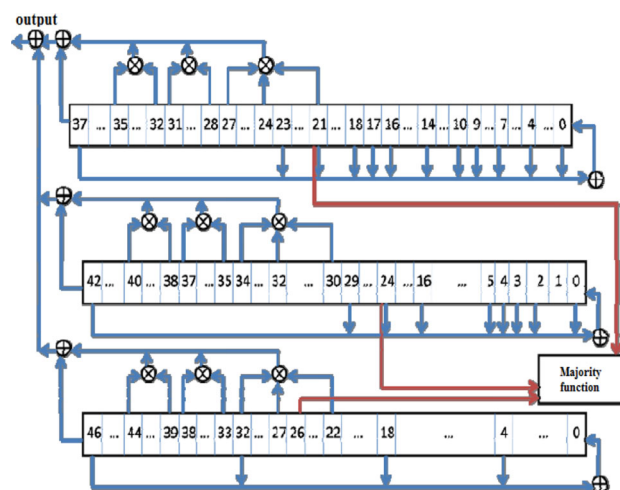 output
37 ... 35 ... 32 31 ... 28 27 ... 24 23 ... 21 ... 18 17 16 ... 14 ... 10 9 ... 7 ... 4 ... 0
42 ... 40 ... 38 37 ... 35 34 ... 32 ... 30 29 ... 24 ... 16 ... 5 4 3 2 1 0
Majority
function
46 ... 44 ... 39 38 ... 33 32 ... 27 26 ... 22 ... 18 ... 4 ... 0